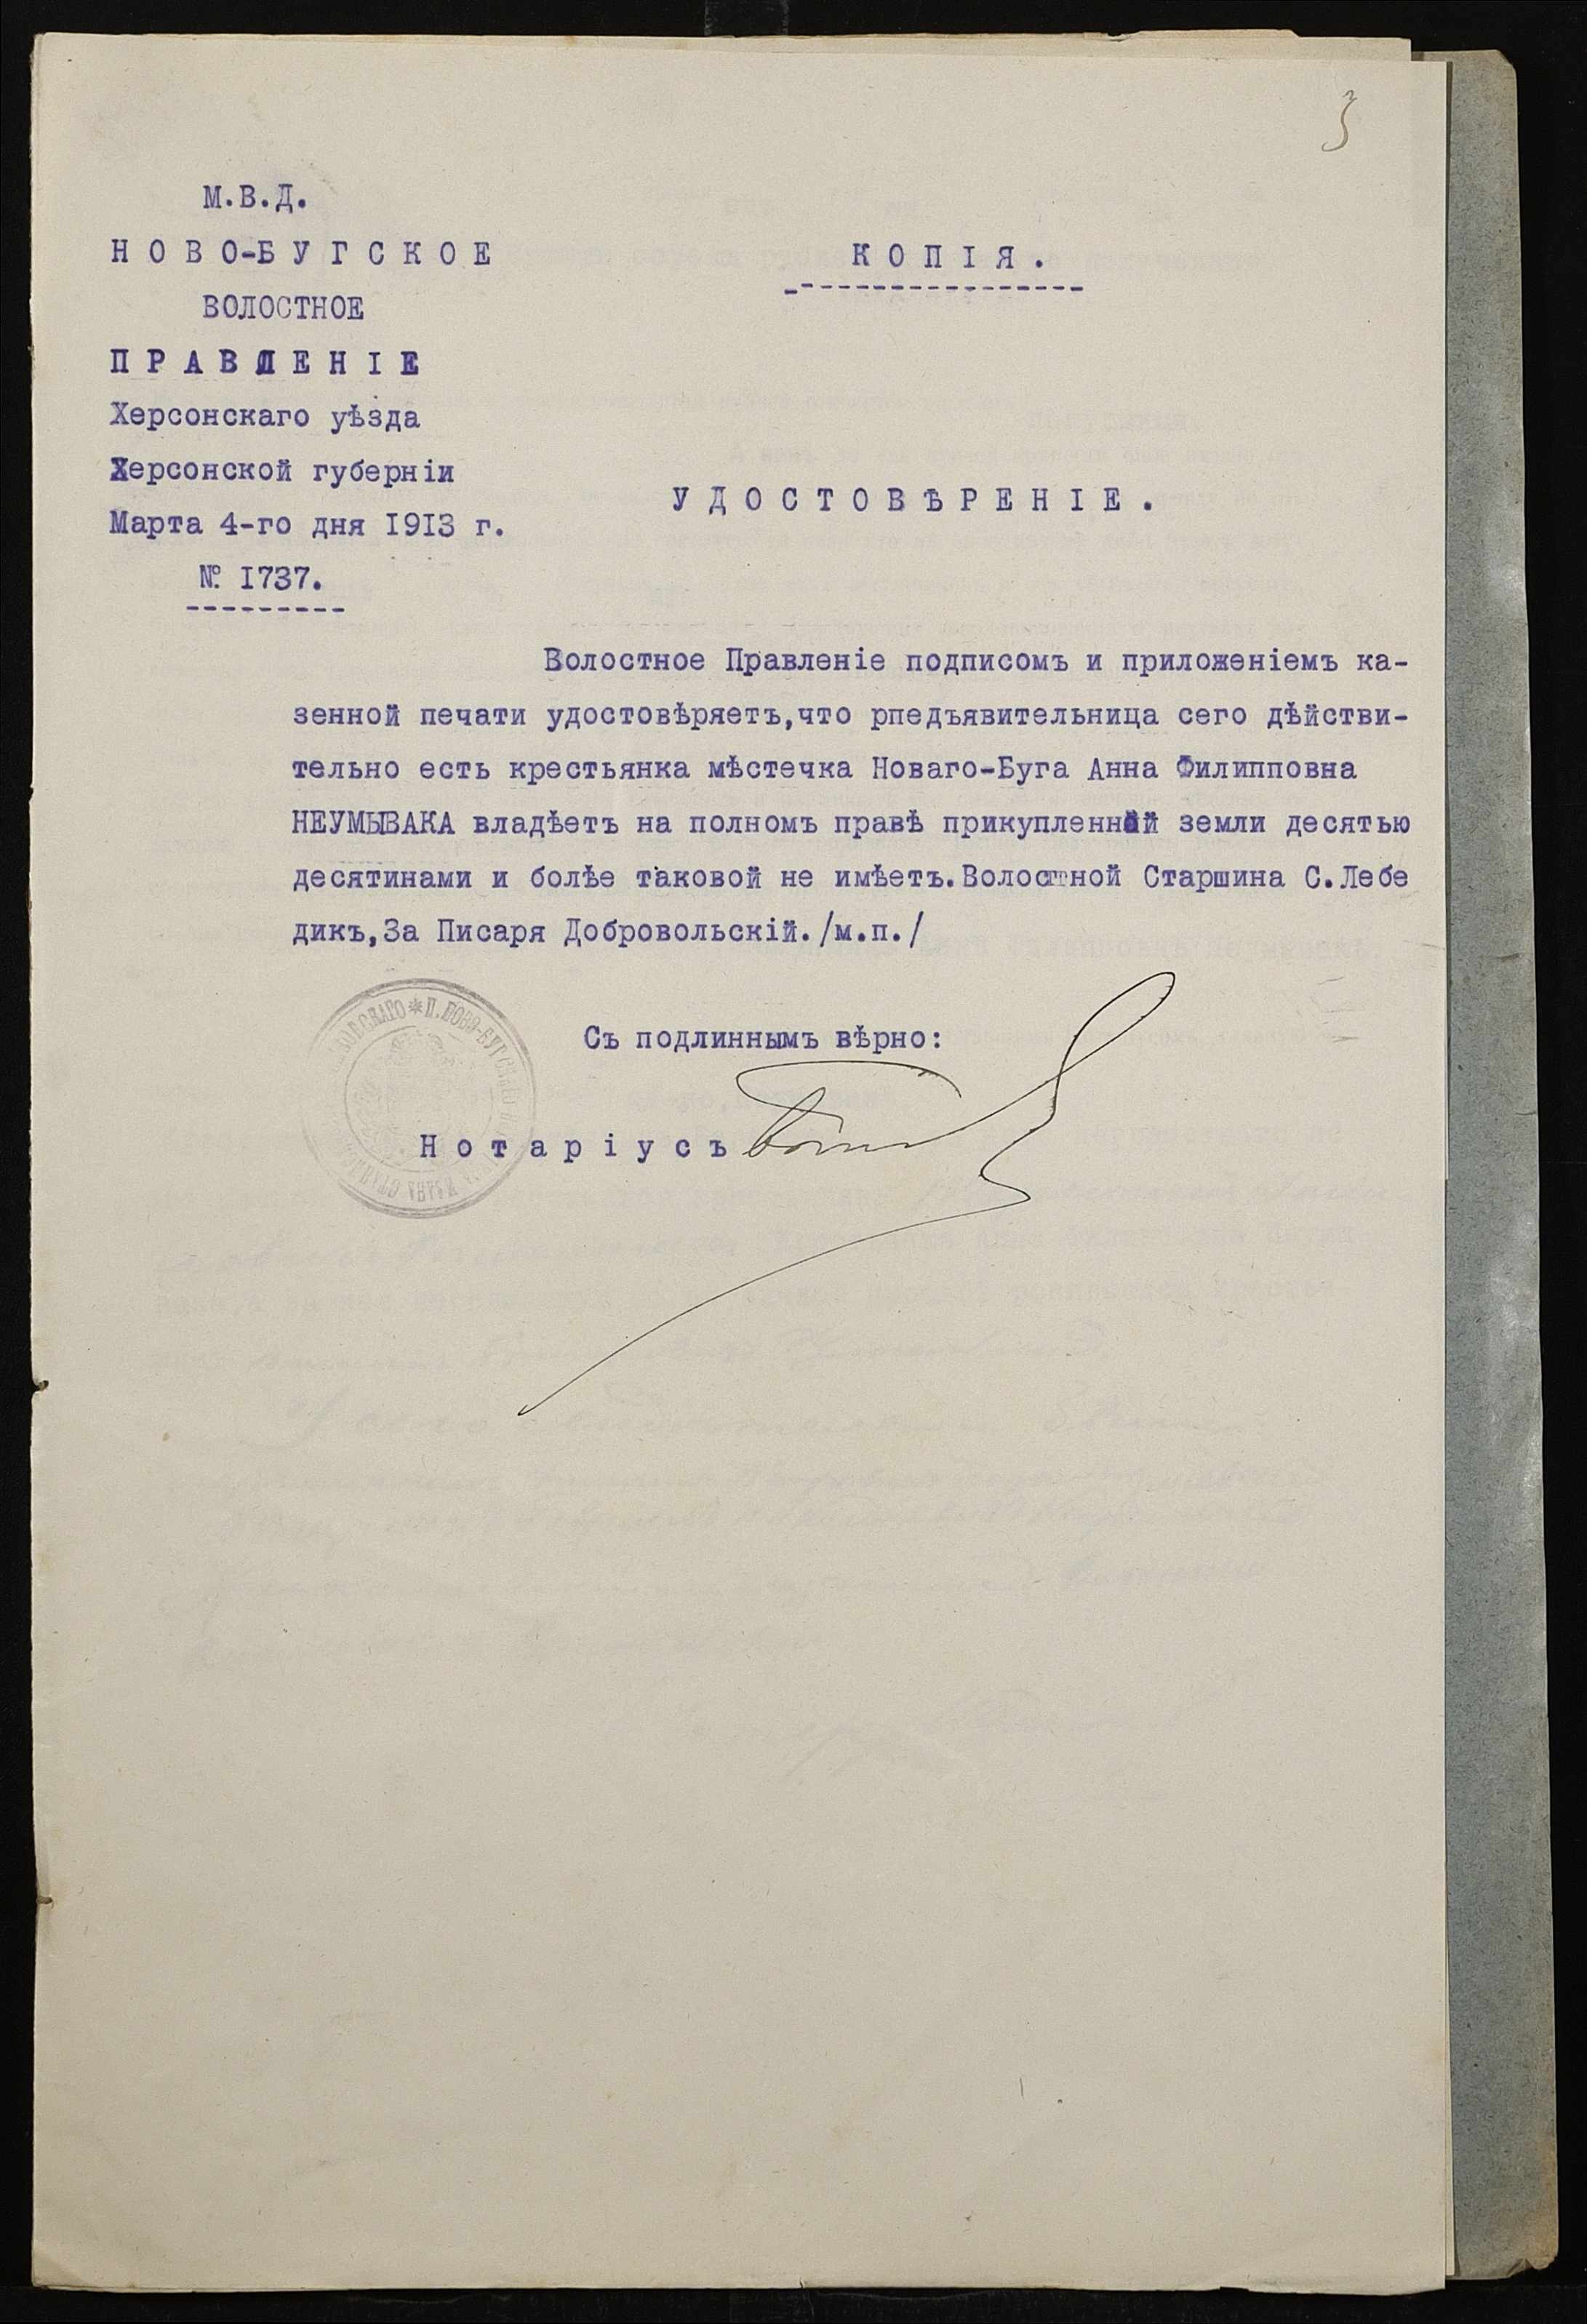 3
М.В.Д.
НОВО-БУГСКОЕ
ВОЛОСТНОЕ
ПРАВЛЕНІЕ
Херсонскаго уѣзда
Херсонской губерніи
Марта 4-го дня 1913 г.
№ 1737.
КОПІЯ.
УДОСТОВѢРЕНІЕ.
Волостное Правленіе подписомъ и приложеніемъ ка-
зенной печати удостовѣряетъ,что рпедъявительница сего дѣйстви-
тельно есть крестьянка мѣстечка Новаго-Буга Анна Филипповна
НЕУМЫВАКА владѣетъ на полномъ правѣ прикупленной земли десятью
десятинами и болѣе таковой не имѣетъ.Волостной Старшина С.Лебе
дикъ,За Писаря Добровольскій./м.п./
Съ подлиннымъ вѣрно:
Нотаріусъ